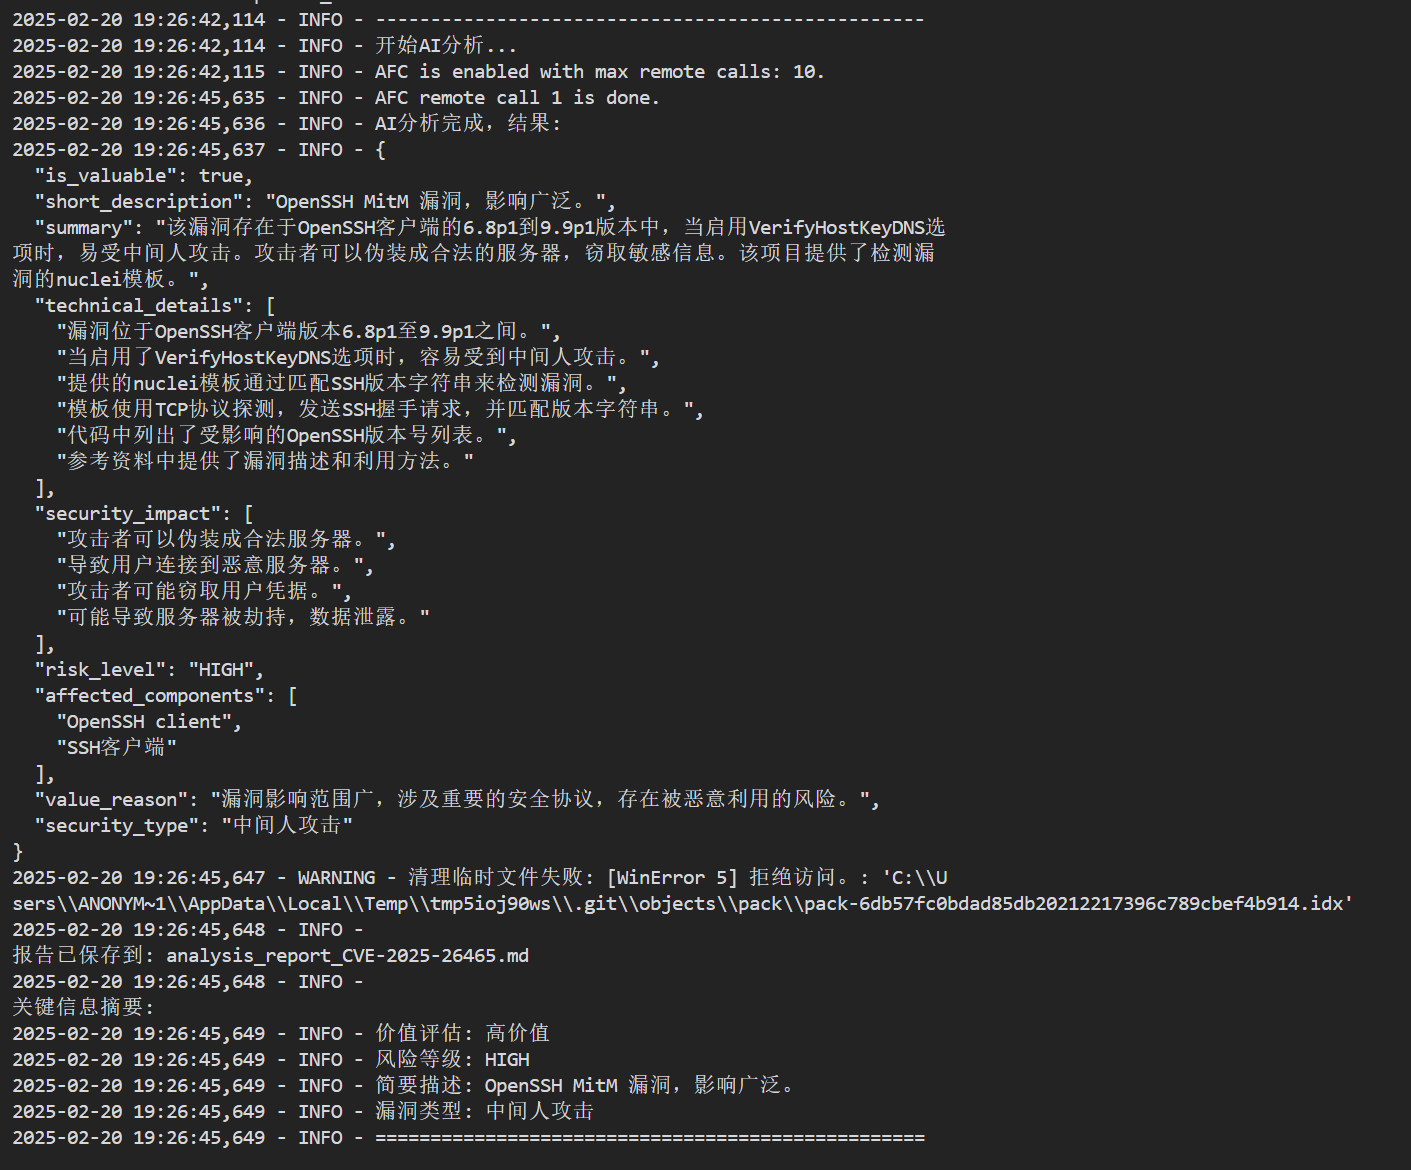 2025-02-20 19:26:42,114 - INFO - --------------------------------------------------
2025-02-20 19:26:42,114 - INFO - 开始AI分析...
2025-02-20 19:26:42,115 - INFO - AFC is enabled with max remote calls: 10.
2025-02-20 19:26:45,635 - INFO - AFC remote call 1 is done.
2025-02-20 19:26:45,636 - INFO - AI分析完成，结果:
2025-02-20 19:26:45,637 - INFO - {
  "is_valuable": true,
  "short_description": "OpenSSH MitM 漏洞，影响广泛。",
  "summary": "该漏洞存在于OpenSSH客户端的6.8p1到9.9p1版本中，当启用VerifyHostKeyDNS选
项时，易受中间人攻击。攻击者可以伪装成合法的服务器，窃取敏感信息。该项目提供了检测漏
洞的nuclei模板。",
  "technical_details": [
    "漏洞位于OpenSSH客户端版本6.8p1至9.9p1之间。",
    "当启用了VerifyHostKeyDNS选项时，容易受到中间人攻击。",
    "提供的nuclei模板通过匹配SSH版本字符串来检测漏洞。",
    "模板使用TCP协议探测，发送SSH握手请求，并匹配版本字符串。",
    "代码中列出了受影响的OpenSSH版本号列表。",
    "参考资料中提供了漏洞描述和利用方法。"
  ],
  "security_impact": [
    "攻击者可以伪装成合法服务器。",
    "导致用户连接到恶意服务器。",
    "攻击者可能窃取用户凭据。",
    "可能导致服务器被劫持，数据泄露。"
  ],
  "risk_level": "HIGH",
  "affected_components": [
    "OpenSSH client",
    "SSH客户端"
  ],
  "value_reason": "漏洞影响范围广，涉及重要的安全协议，存在被恶意利用的风险。",
  "security_type": "中间人攻击"
}
2025-02-20 19:26:45,647 - WARNING - 清理临时文件失败: [WinError 5] 拒绝访问。: 'C:\\U
sers\\ANONYM~1\\AppData\\Local\\Temp\\tmp5ioj90ws\\.git\\objects\\pack\\pack-6db57fc0bdad85db20212217396c789cbef4b914.idx'
2025-02-20 19:26:45,648 - INFO -
报告已保存到: analysis_report_CVE-2025-26465.md
2025-02-20 19:26:45,648 - INFO -
关键信息摘要:
2025-02-20 19:26:45,649 - INFO - 价值评估: 高价值
2025-02-20 19:26:45,649 - INFO - 风险等级: HIGH
2025-02-20 19:26:45,649 - INFO - 简要描述: OpenSSH MitM 漏洞，影响广泛。
2025-02-20 19:26:45,649 - INFO - 漏洞类型: 中间人攻击
2025-02-20 19:26:45,649 - INFO - ==================================================